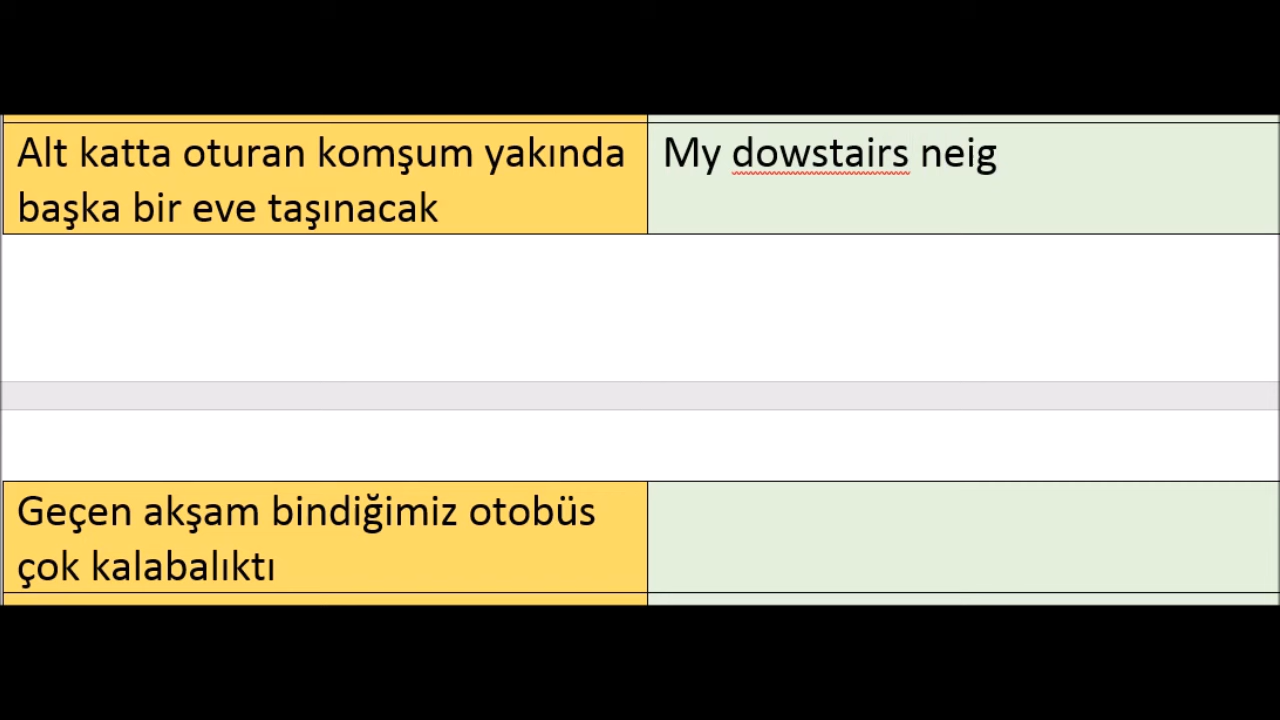 Alt katta oturan komşum yakında
başka bir eve taşınacak
My dowstairs neig
Geçen akşam bindiğimiz otobüs
çok kalabalıktı